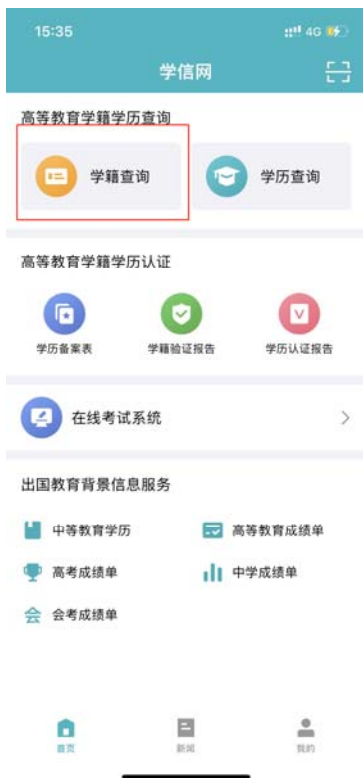 15:35
4G
学信网
高等教育学籍学历查询
学籍查询 学历查询
高等教育学籍学历认证
学历备案表 学籍验证报告 学历认证报告
在线考试系统
出国教育背景信息服务
中等教育学历 高等教育成绩单
高考成绩单 中学成绩单
会 会考成绩单
首页 新闻 我的